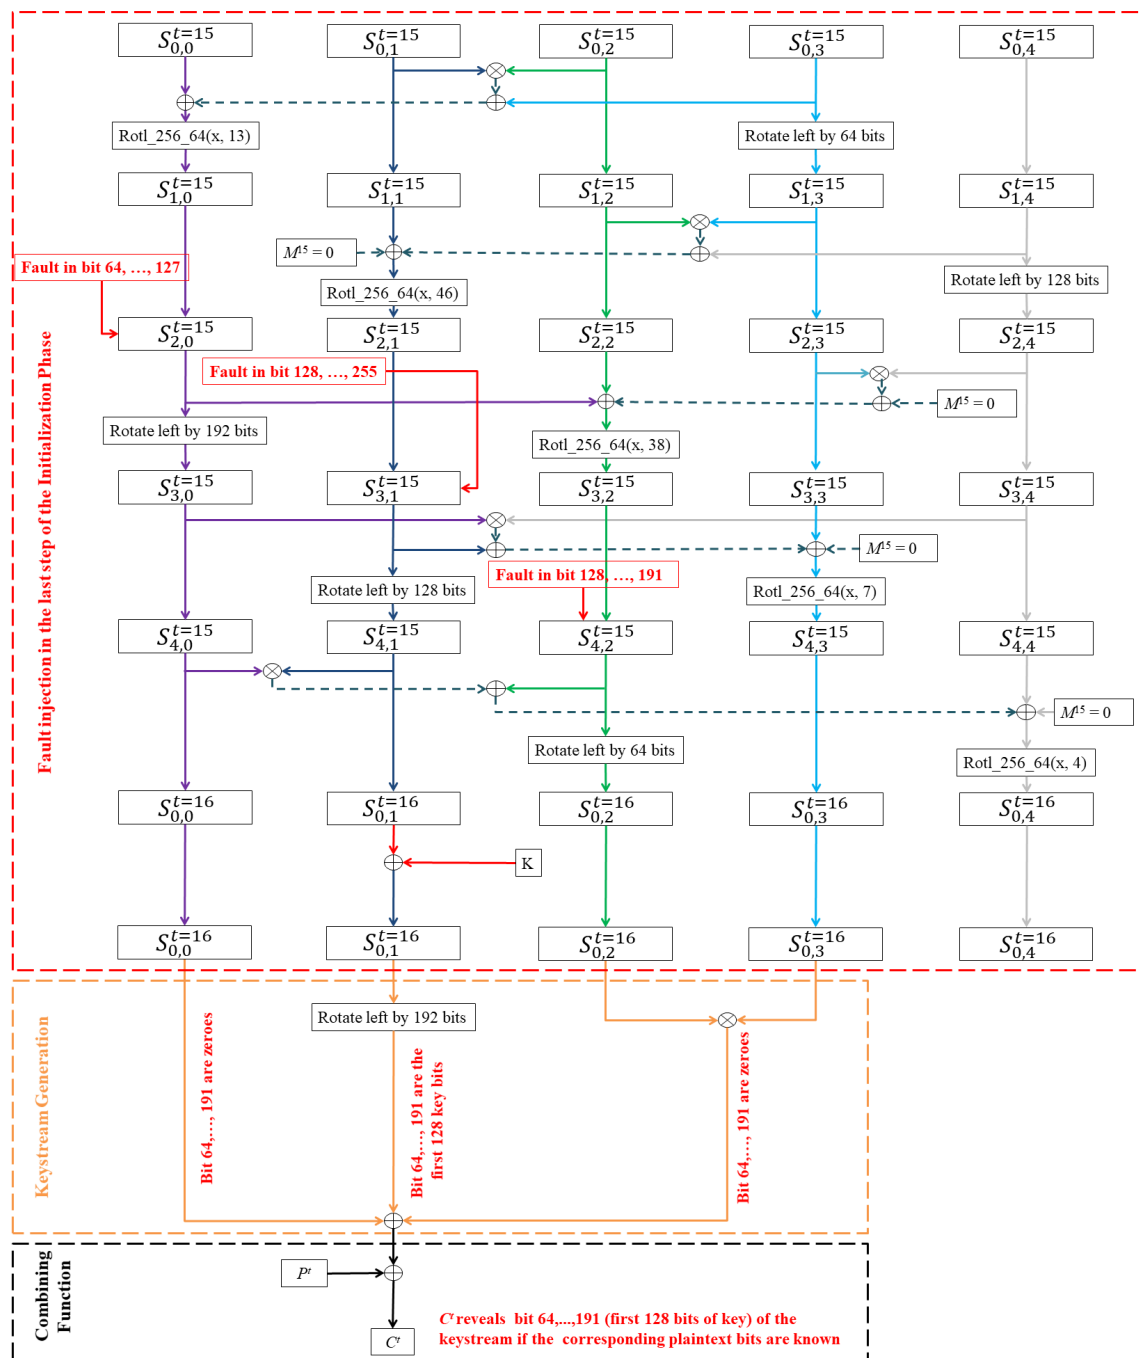 S_{0,0}^{t=15} S_{0,1}^{t=15} S_{0,2}^{t=15} S_{0,3}^{t=15} S_{0,4}^{t=15}
Rotl_256_64(x, 13) Rotate left by 64 bits
S_{1,0}^{t=15} S_{1,1}^{t=15} S_{1,2}^{t=15} S_{1,3}^{t=15} S_{1,4}^{t=15}
M^{15} = 0
Fault in bit 64, …, 127
Rotl_256_64(x, 46) Rotate left by 128 bits
S_{2,0}^{t=15} S_{2,1}^{t=15} S_{2,2}^{t=15} S_{2,3}^{t=15} S_{2,4}^{t=15}
Fault in bit 128, …, 255
M^{15} = 0
Rotate left by 192 bits Rotl_256_64(x, 38)
S_{3,0}^{t=15} S_{3,1}^{t=15} S_{3,2}^{t=15} S_{3,3}^{t=15} S_{3,4}^{t=15}
M^{15} = 0
Fault in bit 128, …, 191
Rotate left by 128 bits Rotl_256_64(x, 7)
S_{4,0}^{t=15} S_{4,1}^{t=15} S_{4,2}^{t=15} S_{4,3}^{t=15} S_{4,4}^{t=15}
M^{15} = 0
Rotate left by 64 bits Rotl_256_64(x, 4)
S_{0,0}^{t=16} S_{0,1}^{t=16} S_{0,2}^{t=16} S_{0,3}^{t=16} S_{0,4}^{t=16}
K
S_{0,0}^{t=16} S_{0,1}^{t=16} S_{0,2}^{t=16} S_{0,3}^{t=16} S_{0,4}^{t=16}
Fault injection in the last step of the Initialization Phase
Rotate left by 192 bits
Keystream Generation
Bit 64,…, 191 are zeroes
Bit 64,…, 191 are the
first 128 key bits
Bit 64,…, 191 are zeroes
Combining
Function
P^t
C^t
C^t reveals bit 64,...,191 (first 128 bits of key) of the
keystream if the corresponding plaintext bits are known